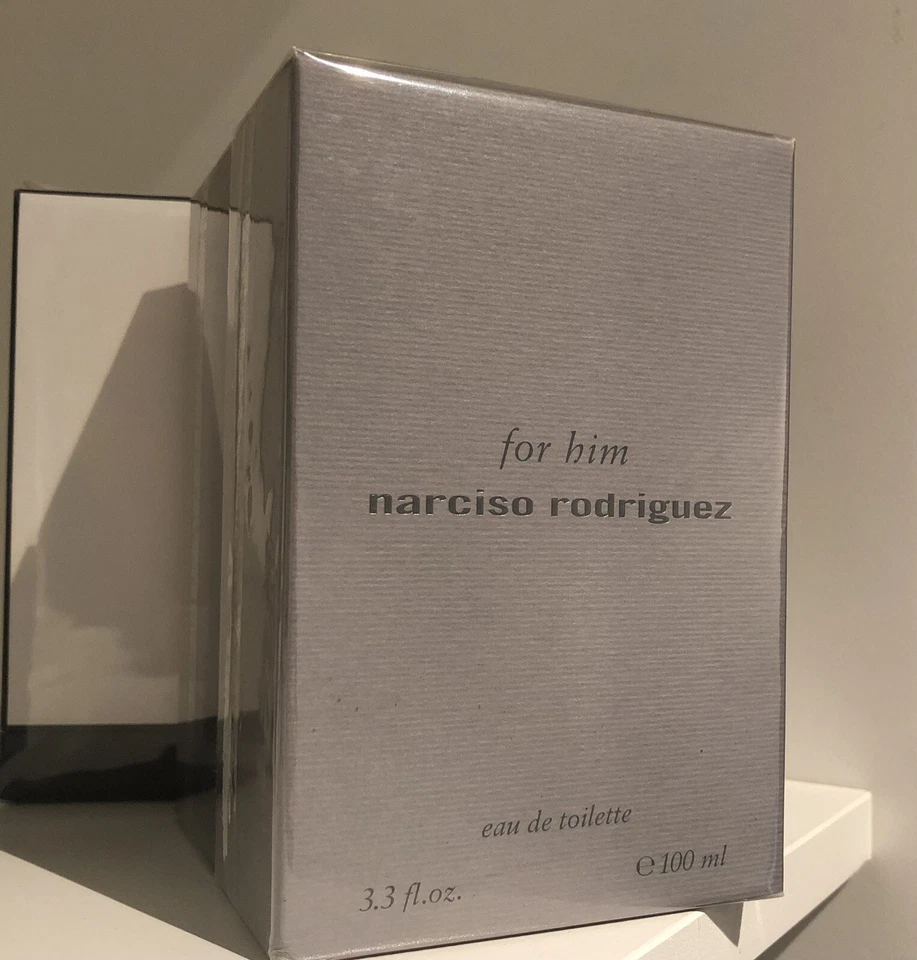 for him
narciso rodriguez
eau de toilette
℮100 ml
3.3 fl.oz.